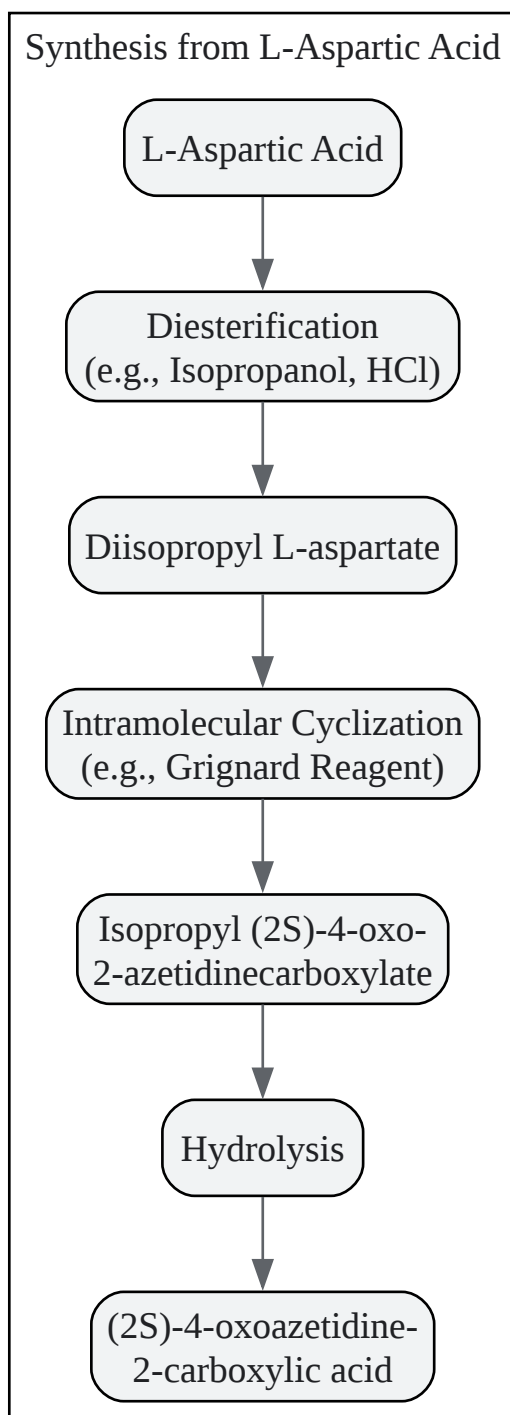 Synthesis from L-Aspartic Acid
L-Aspartic Acid
Diesterification
(e.g., Isopropanol, HCl)
Diisopropyl L-aspartate
Intramolecular Cyclization
(e.g., Grignard Reagent)
Isopropyl (2S)-4-oxo-
2-azetidinecarboxylate
Hydrolysis
(2S)-4-oxoazetidine-
2-carboxylic acid